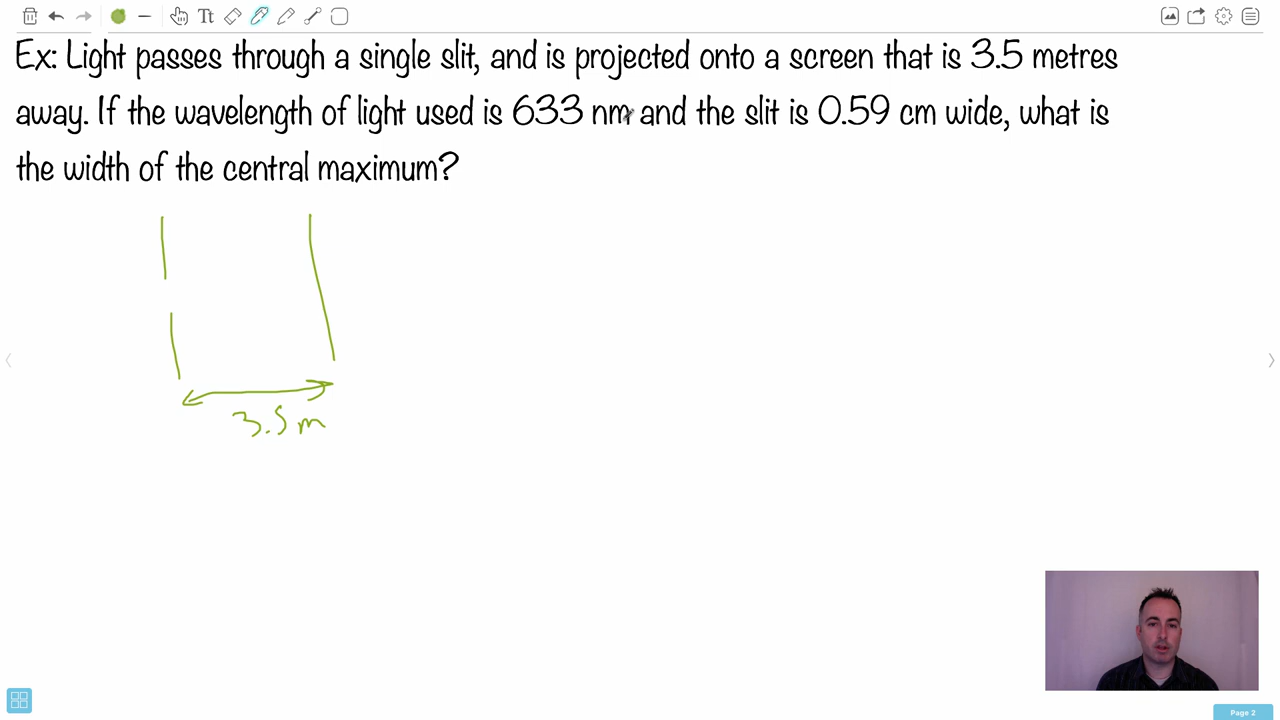 Tt
Ex: Light passes through a single slit, and is projected onto a screen that is 3.5 metres
away. If the wavelength of light used is 633 nm and the slit is 0.59 cm wide, what is
the width of the central maximum?
3.5 m
Page 2